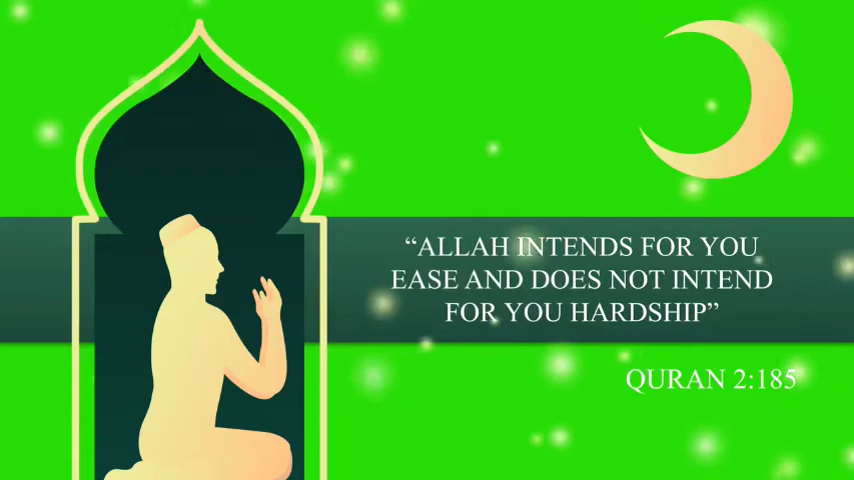 “ALLAH INTENDS FOR YOU
EASE AND DOES NOT INTEND
FOR YOU HARDSHIP”
QURAN 2:185